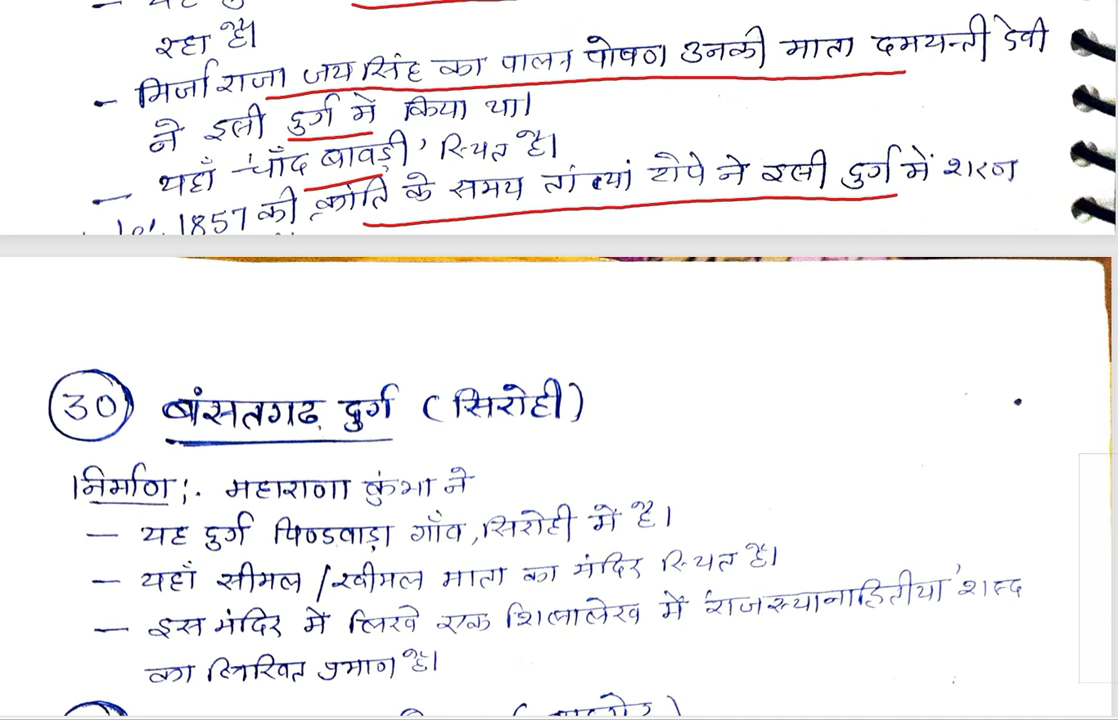 रहा है।
- मिर्जा राजा जयसिंह का पालन पोषण उनकी माता दमयन्ती देवी
ने इसी दुर्ग में किया था।
- यहाँ 'चाँद बावड़ी' स्थित है।
1857 की क्रांति के समय तांत्यां टोपे ने इसी दुर्ग में शरण
30 बंसतगढ़ दुर्ग (सिरोही)
निर्माण :- महाराणा कुंभा ने
- यह दुर्ग पिण्डवाड़ा गाँव, सिरोही में है।
- यहाँ सीमल /खीमल माता का मंदिर स्थित है।
- इस मंदिर में लिखे एक शिलालेख में 'राजस्थानादितीया' शब्द
का लिखित प्रमाण है।